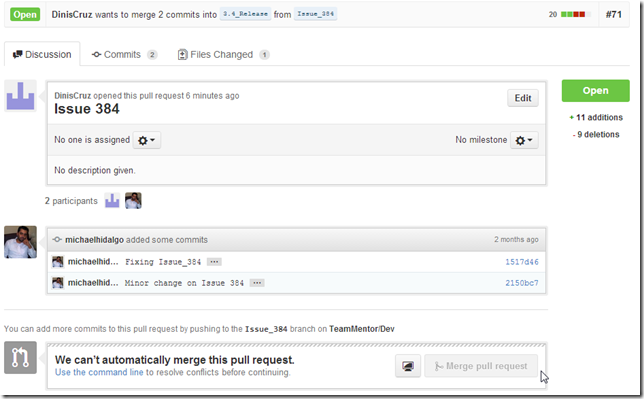 Open DinisCruz wants to merge 2 commits into 3.4_Release from Issue_384 20 #71
Discussion Commits 2 Files Changed 1
DinisCruz opened this pull request 6 minutes ago
Issue 384
Edit
Open
+ 11 additions
- 9 deletions
No one is assigned No milestone
No description given.
2 participants
michaelhidalgo added some commits 2 months ago
michaelhid... Fixing Issue_384 ... 1517d46
michaelhid... Minor change on Issue 384 ... 2150bc7
You can add more commits to this pull request by pushing to the Issue_384 branch on TeamMentor/Dev
We can't automatically merge this pull request.
Use the command line to resolve conflicts before continuing.
Merge pull request